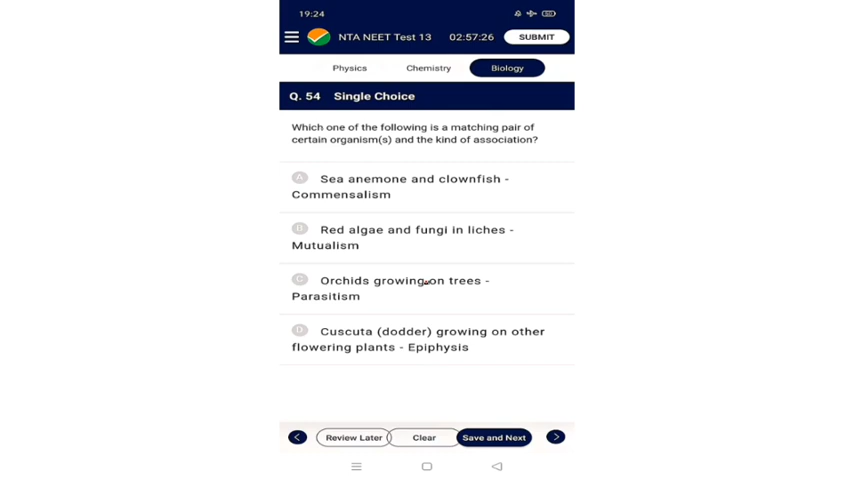 19:24
NTA NEET Test 13 02:57:26 SUBMIT
Physics Chemistry Biology
Q. 54 Single Choice
Which one of the following is a matching pair of
certain organism(s) and the kind of association?
A Sea anemone and clownfish -
Commensalism
B Red algae and fungi in liches -
Mutualism
C Orchids growing on trees -
Parasitism
D Cuscuta (dodder) growing on other
flowering plants - Epiphysis
Review Later Clear Save and Next